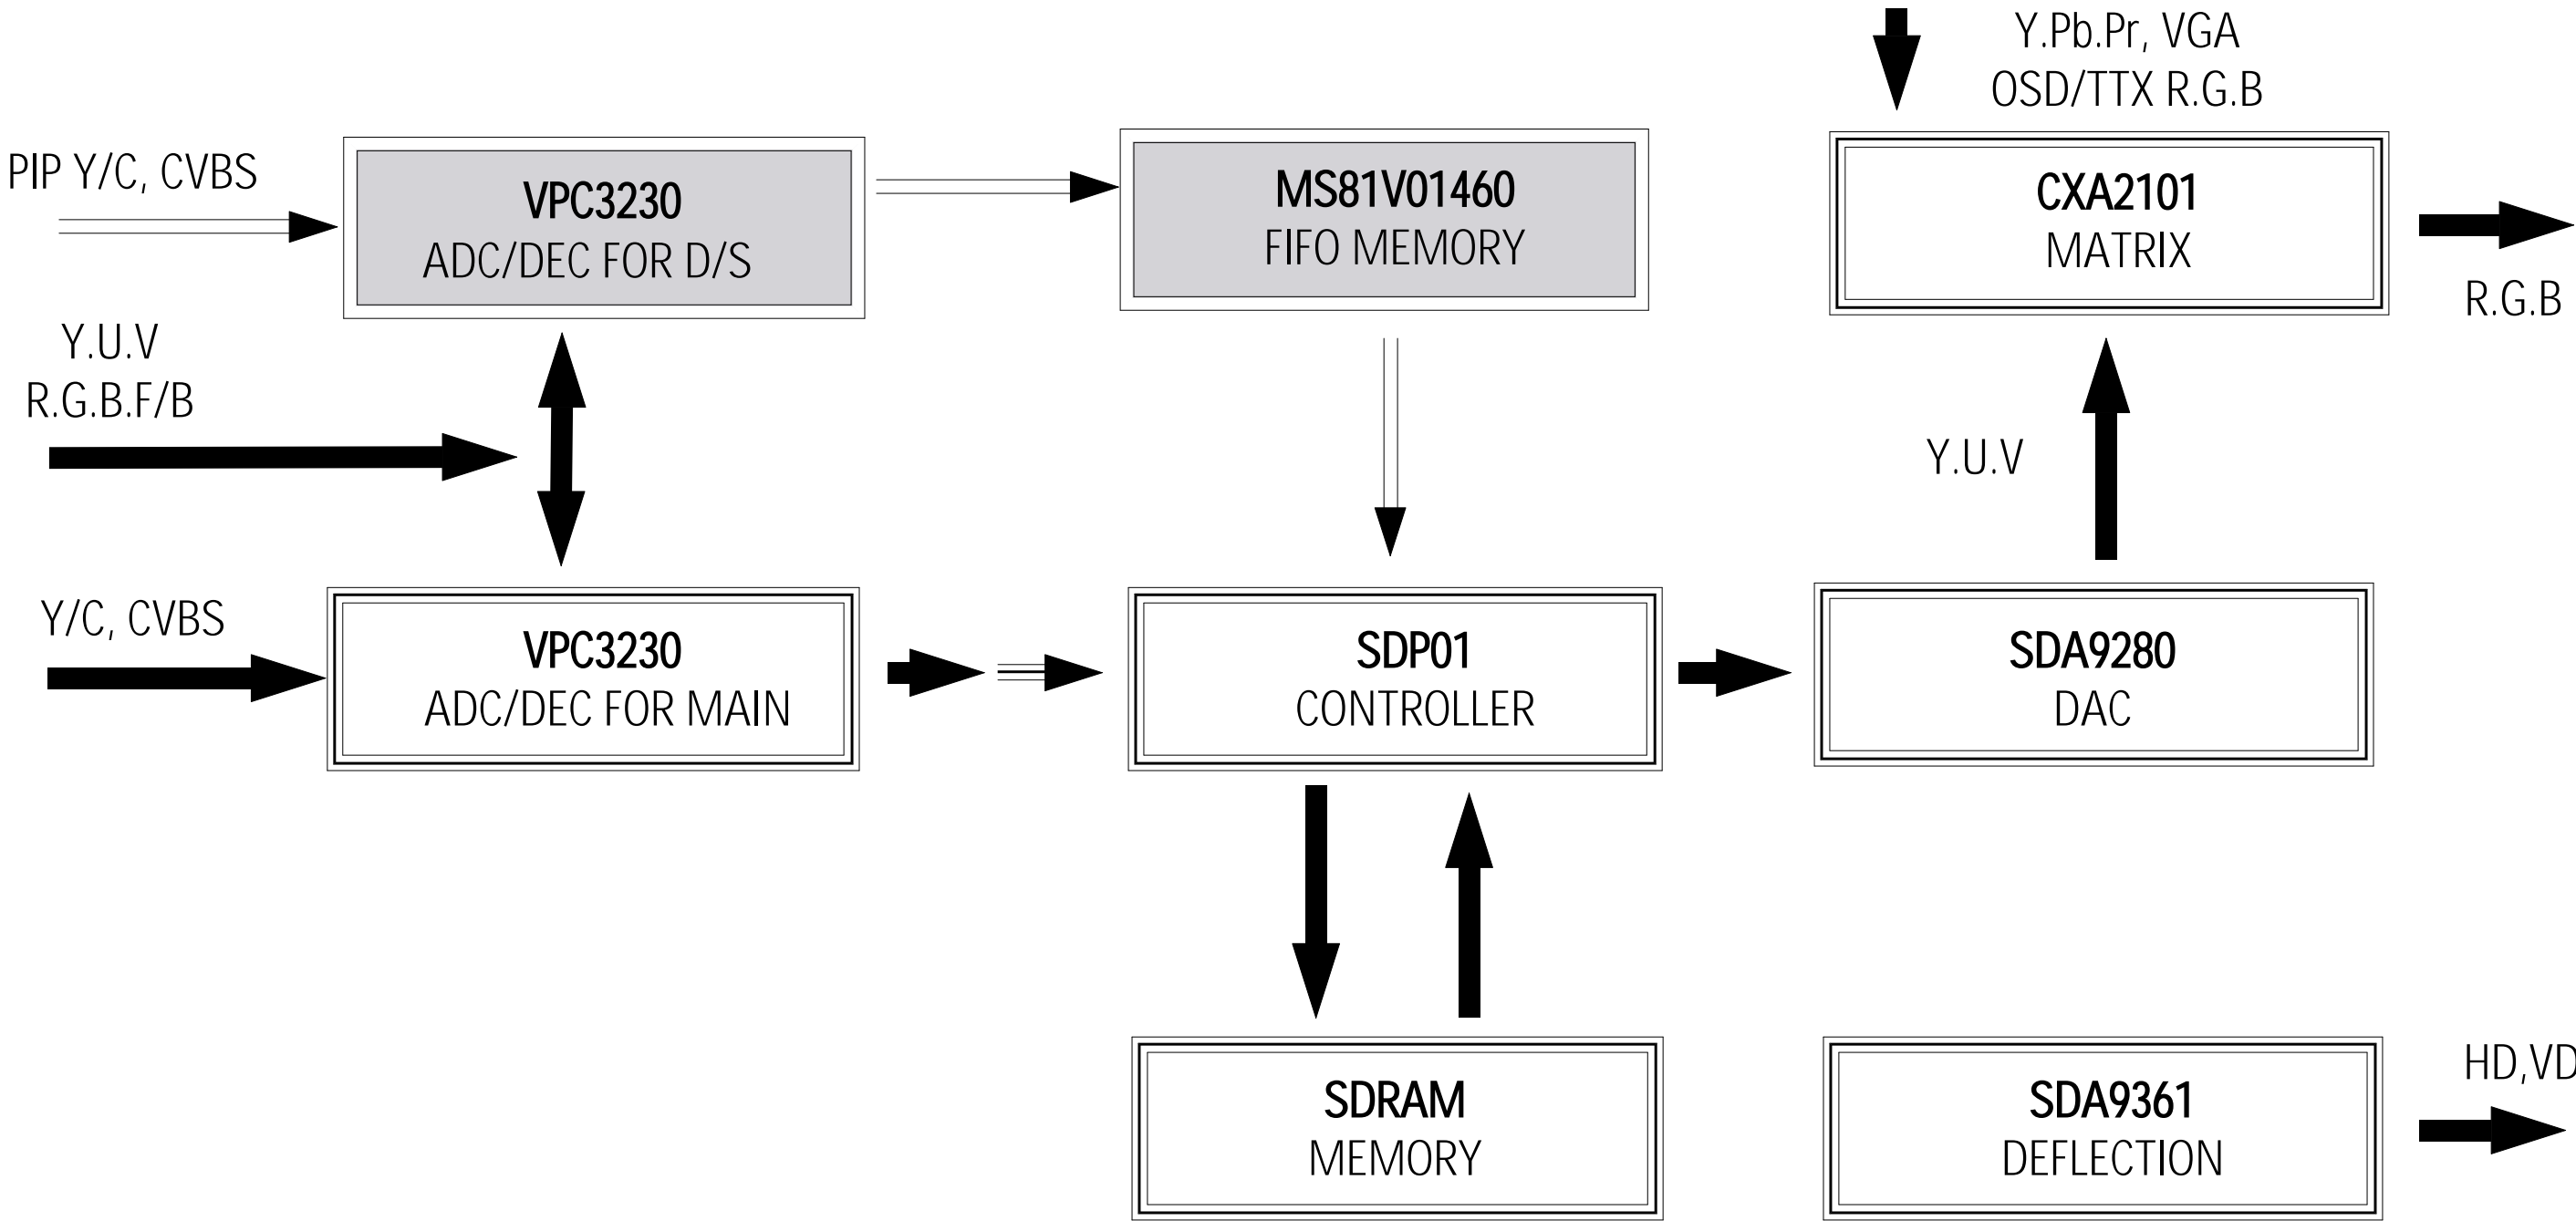 Y.Pb.Pr, VGA
OSD/TTX R.G.B
PIP Y/C, CVBS
VPC3230
ADC/DEC FOR D/S
MS81V01460
FIFO MEMORY
CXA2101
MATRIX
R.G.B
Y.U.V
R.G.B.F/B
Y.U.V
Y/C, CVBS
VPC3230
ADC/DEC FOR MAIN
SDP01
CONTROLLER
SDA9280
DAC
SDRAM
MEMORY
SDA9361
DEFLECTION
HD,VD